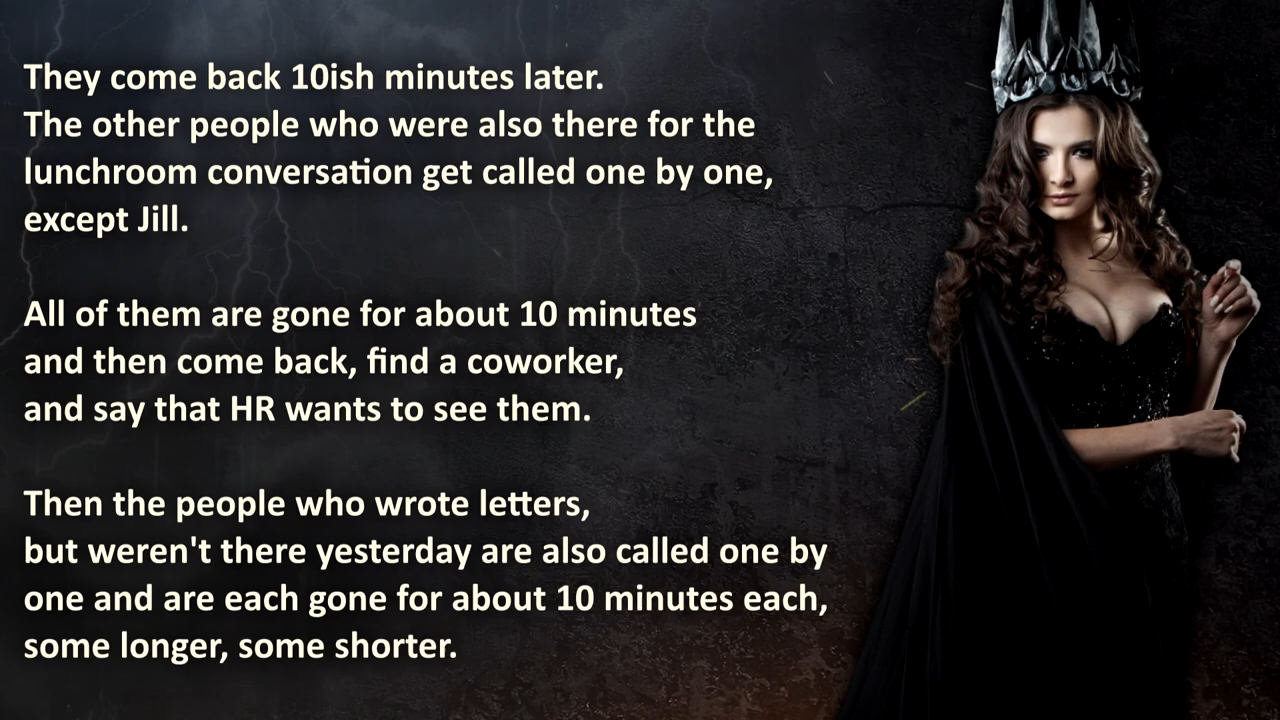 They come back 10ish minutes later.
The other people who were also there for the
lunchroom conversation get called one by one,
except Jill.
All of them are gone for about 10 minutes
and then come back, find a coworker,
and say that HR wants to see them.
Then the people who wrote letters,
but weren't there yesterday are also called one by
one and are each gone for about 10 minutes each,
some longer, some shorter.